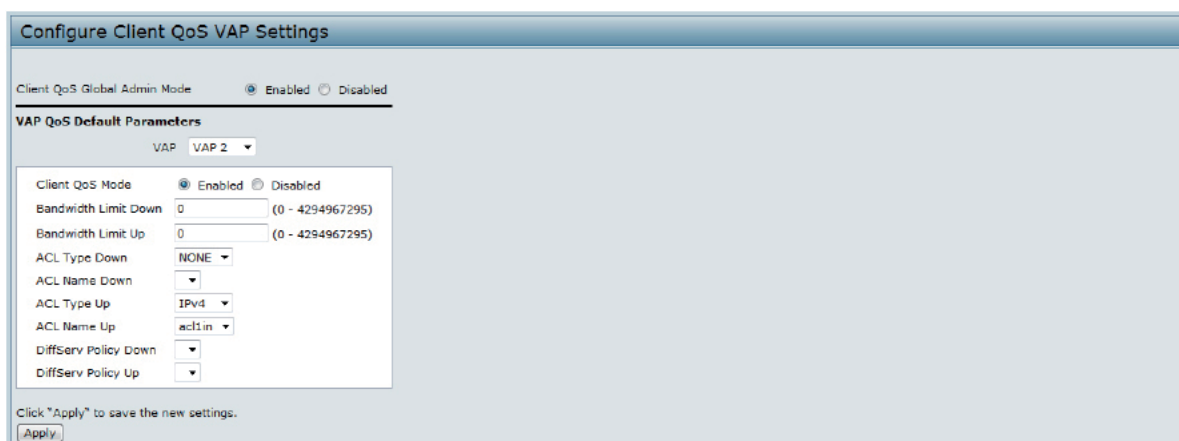 Configure Client QoS VAP Settings
Client QoS Global Admin Mode Enabled Disabled
VAP QoS Default Parameters
VAP VAP 2
Client QoS Mode Enabled Disabled
Bandwidth Limit Down 0 (0 - 4294967295)
Bandwidth Limit Up 0 (0 - 4294967295)
ACL Type Down NONE
ACL Name Down
ACL Type Up IPv4
ACL Name Up acl1in
DiffServ Policy Down
DiffServ Policy Up
Click "Apply" to save the new settings.
Apply